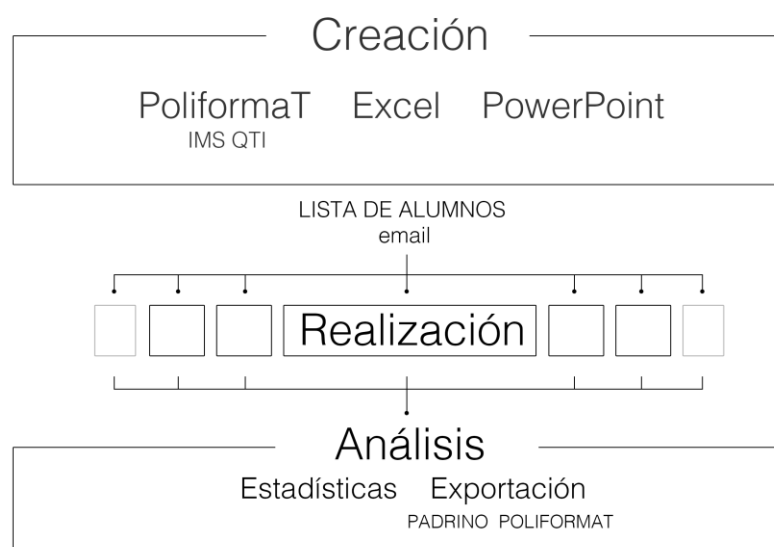 Creación
PoliformaT Excel PowerPoint
IMS QTI
LISTA DE ALUMNOS
email
Realización
Análisis
Estadísticas Exportación
PADRINO POLIFORMAT